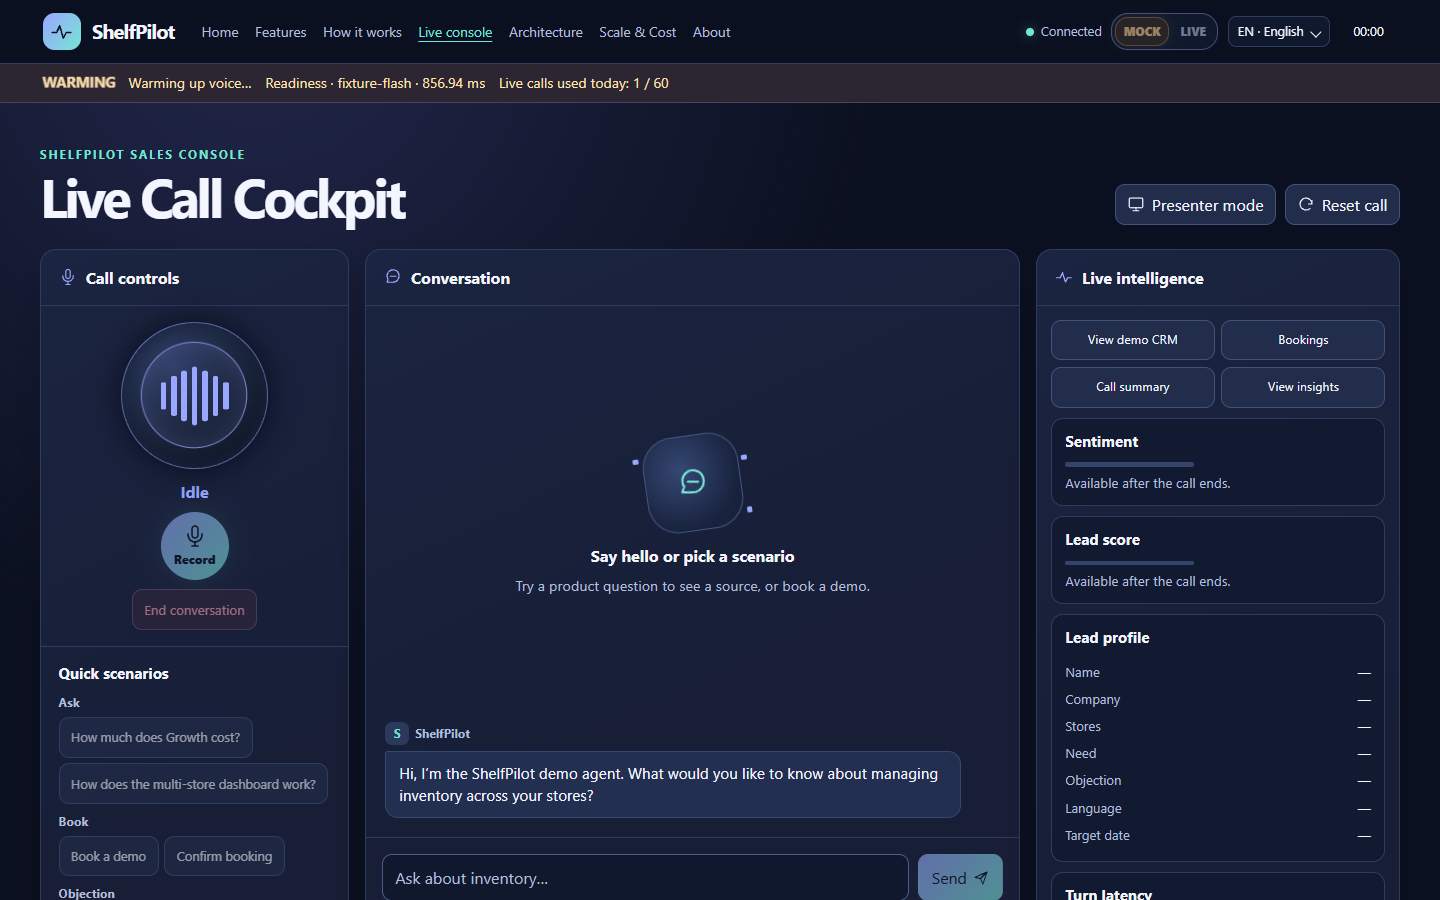 ShelfPilot
Home Features How it works Live console Architecture Scale & Cost About
Connected MOCK LIVE EN · English 00:00
WARMING Warming up voice... Readiness · fixture-flash · 856.94 ms Live calls used today: 1 / 60
SHELFPILOT SALES CONSOLE
Live Call Cockpit
Presenter mode Reset call
Call controls
Idle
Record
End conversation
Quick scenarios
Ask
How much does Growth cost?
How does the multi-store dashboard work?
Book
Book a demo Confirm booking
Objection
Conversation
Say hello or pick a scenario
Try a product question to see a source, or book a demo.
S ShelfPilot
Hi, I'm the ShelfPilot demo agent. What would you like to know about managing
inventory across your stores?
Ask about inventory...
Send
Live intelligence
View demo CRM Bookings
Call summary View insights
Sentiment
Available after the call ends.
Lead score
Available after the call ends.
Lead profile
Name —
Company —
Stores —
Need —
Objection —
Language —
Target date —
Turn latency